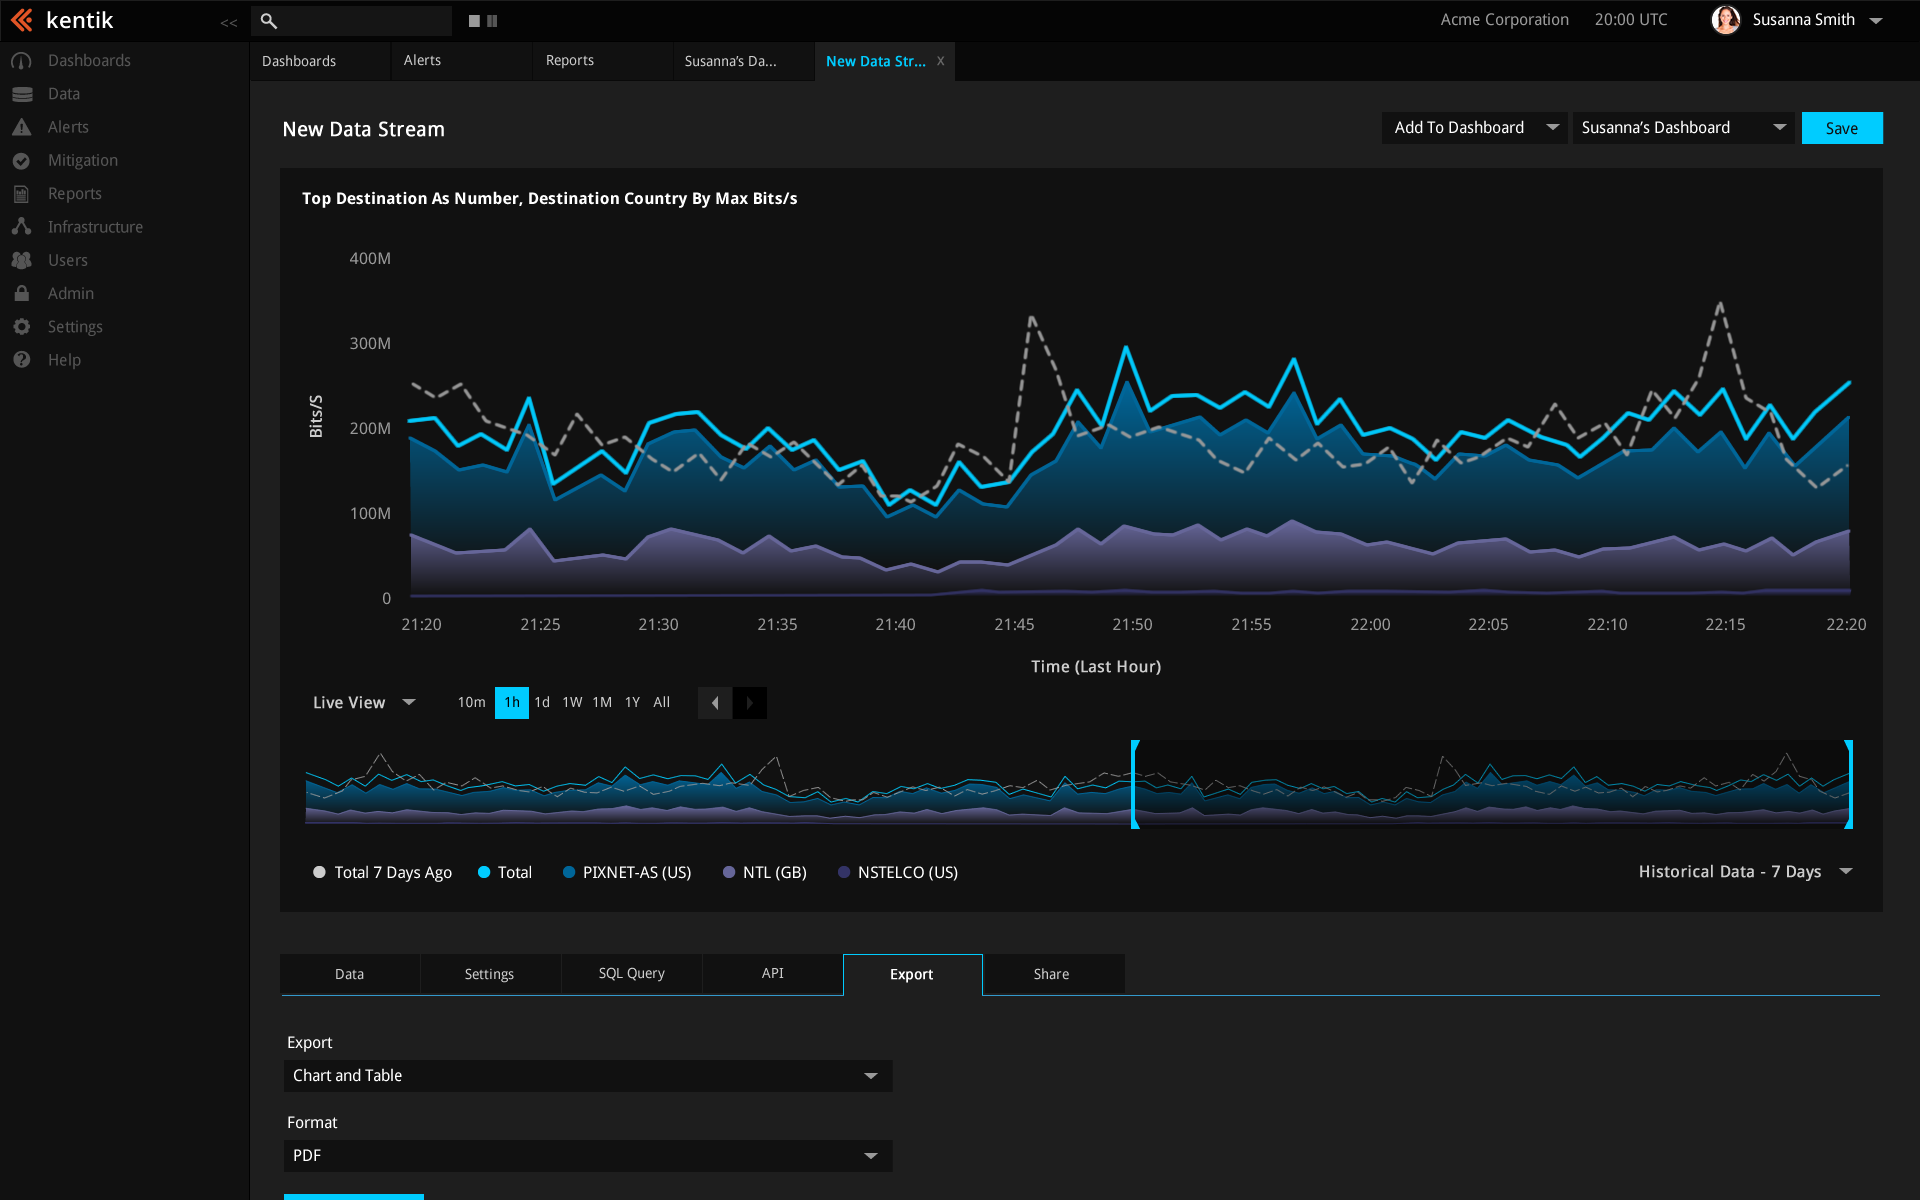 kentik
<<
Acme Corporation
20:00 UTC
Susanna Smith
Dashboards
Data
Alerts
Mitigation
Reports
Infrastructure
Users
Admin
Settings
Help
Dashboards
Alerts
Reports
Susanna’s Da...
New Data Str...
X
New Data Stream
Add To Dashboard
Susanna’s Dashboard
Save
Top Destination As Number, Destination Country By Max Bits/s
400M
300M
200M
100M
0
Bits/S
21:20
21:25
21:30
21:35
21:40
21:45
21:50
21:55
22:00
22:05
22:10
22:15
22:20
Time (Last Hour)
Live View
10m
1h
1d
1W
1M
1Y
All
Total 7 Days Ago
Total
PIXNET-AS (US)
NTL (GB)
NSTELCO (US)
Historical Data - 7 Days
Data
Settings
SQL Query
API
Export
Share
Export
Chart and Table
Format
PDF